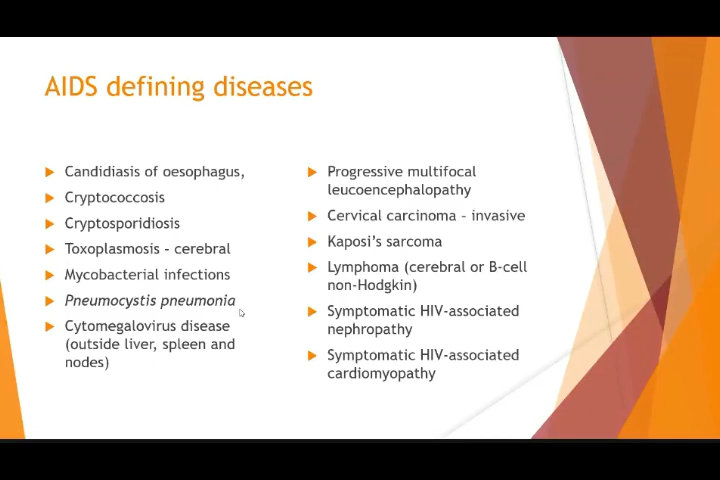 AIDS defining diseases
Candidiasis of oesophagus,
Cryptococcosis
Cryptosporidiosis
Toxoplasmosis - cerebral
Mycobacterial infections
Pneumocystis pneumonia
Cytomegalovirus disease
(outside liver, spleen and
nodes)
Progressive multifocal
leucoencephalopathy
Cervical carcinoma - invasive
Kaposi's sarcoma
Lymphoma (cerebral or B-cell
non-Hodgkin)
Symptomatic HIV-associated
nephropathy
Symptomatic HIV-associated
cardiomyopathy